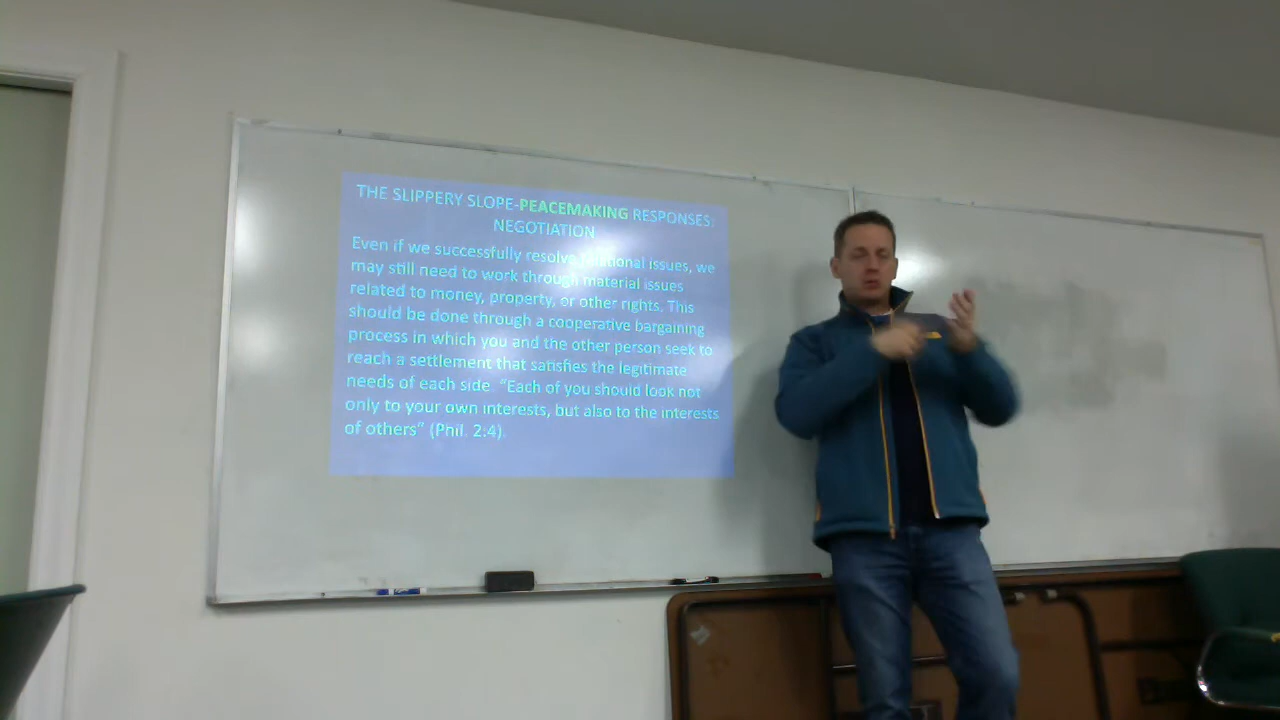 THE SLIPPERY SLOPE-PEACEMAKING RESPONSES:
NEGOTIATION
Even if we successfully resolve relational issues, we
may still need to work through material issues
related to money, property, or other rights. This
should be done through a cooperative bargaining
process in which you and the other person seek to
reach a settlement that satisfies the legitimate
needs of each side. "Each of you should look not
only to your own interests, but also to the interests
of others" (Phil. 2:4).